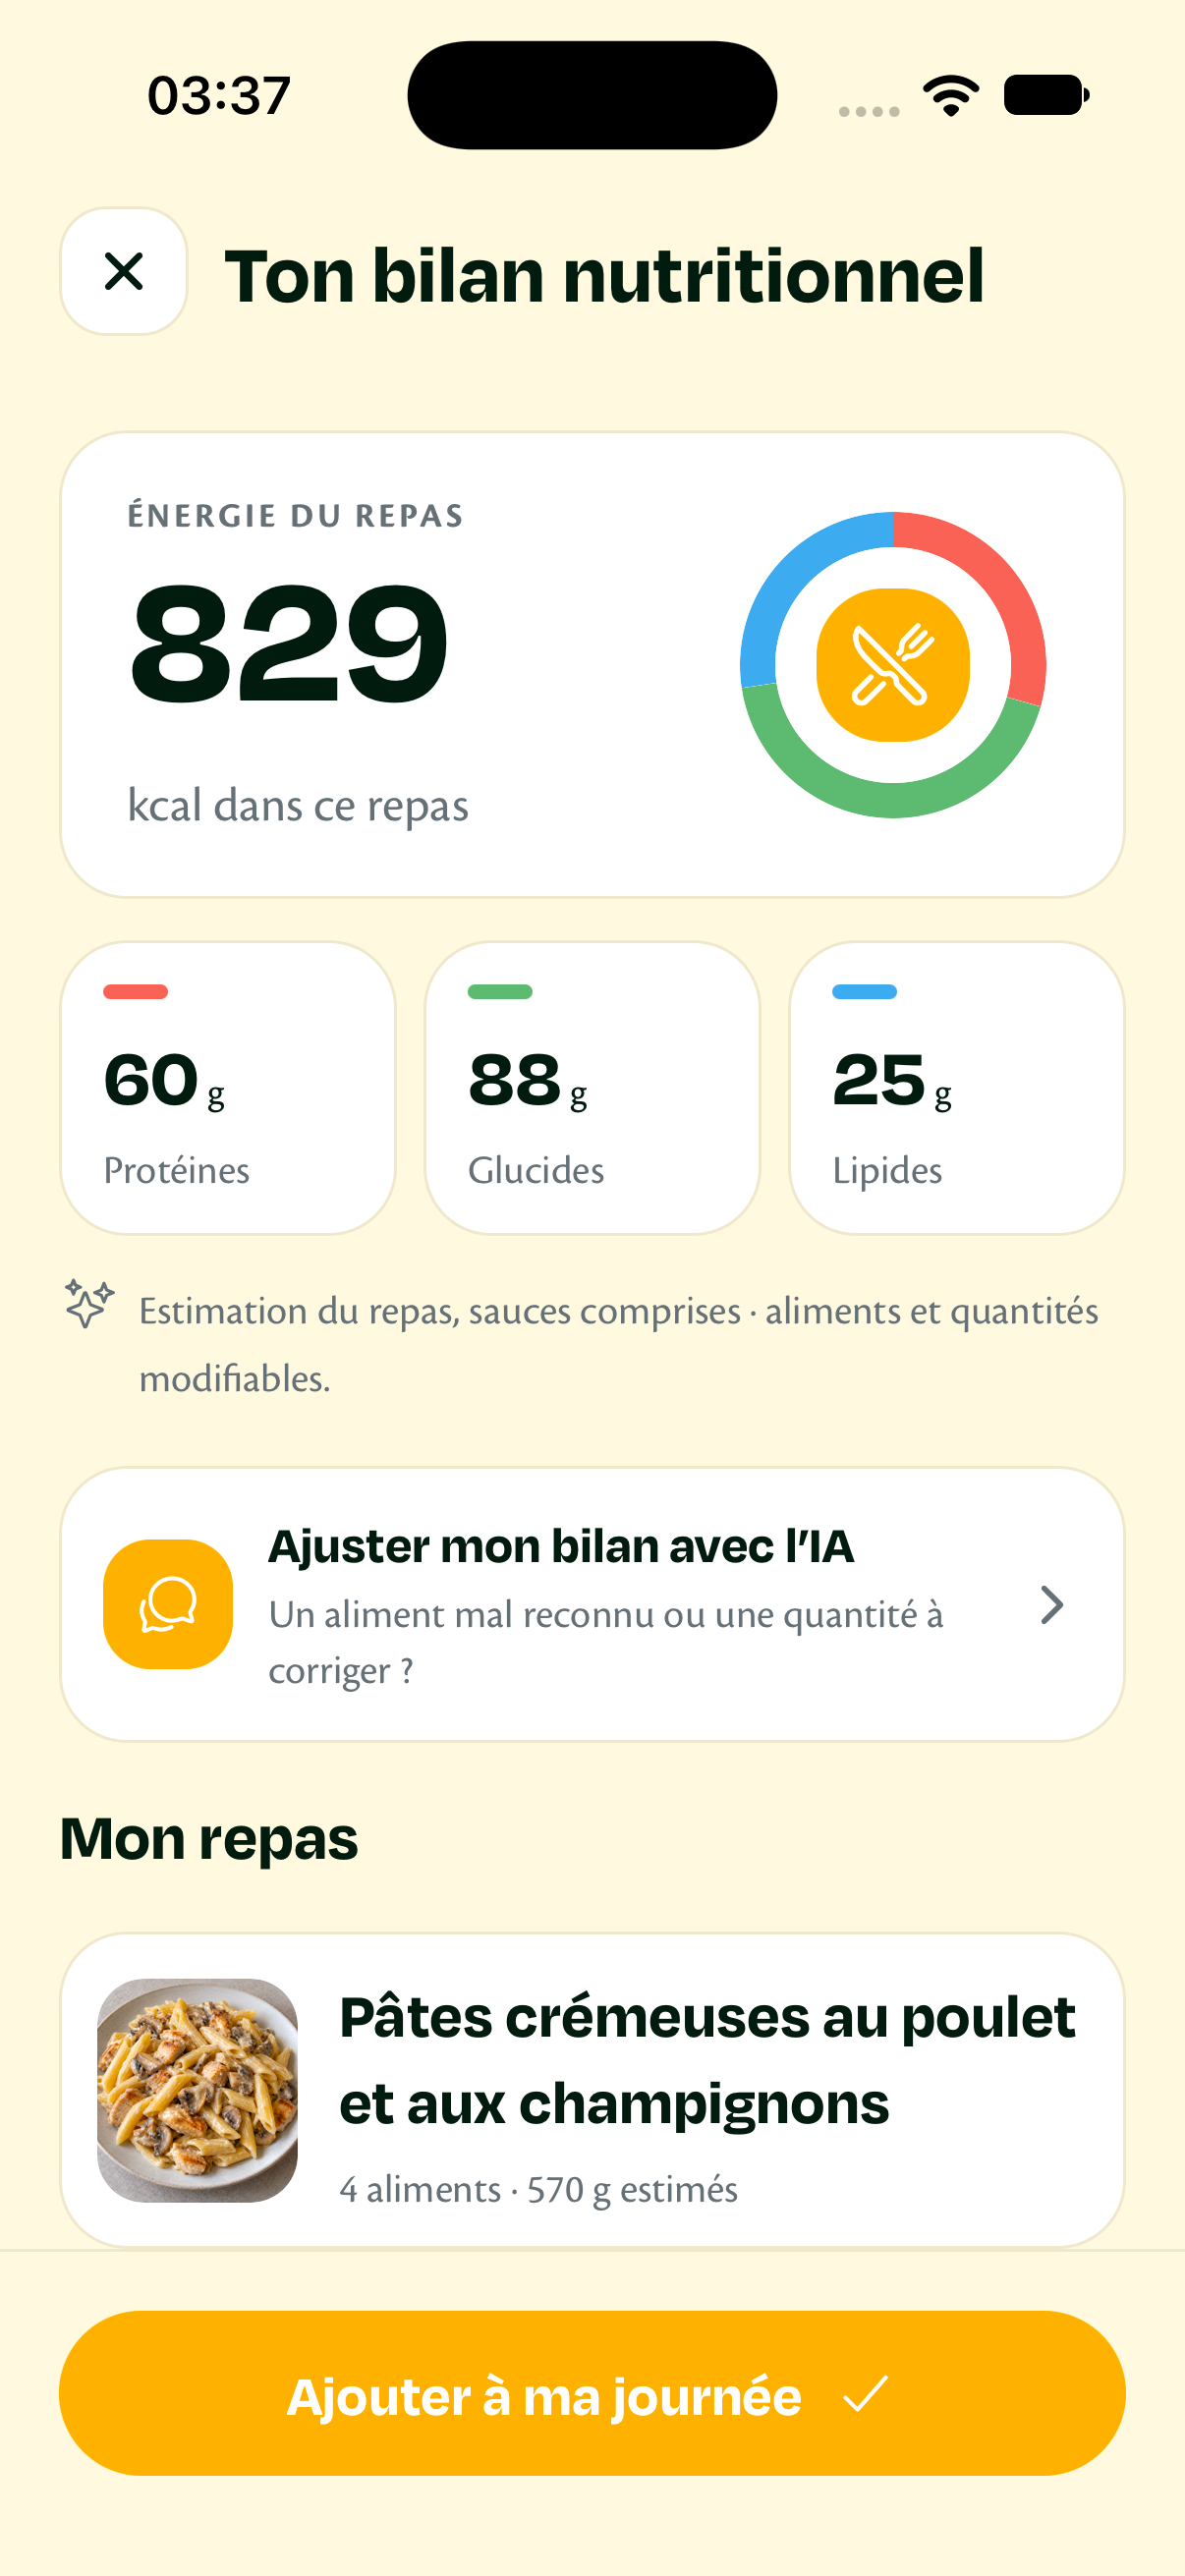 03:37
Ton bilan nutritionnel
ÉNERGIE DU REPAS
829
kcal dans ce repas
60 g
Protéines
88 g
Glucides
25 g
Lipides
Estimation du repas, sauces comprises · aliments et quantités
modifiables.
Ajuster mon bilan avec l’IA
Un aliment mal reconnu ou une quantité à
corriger ?
Mon repas
Pâtes crémeuses au poulet
et aux champignons
4 aliments · 570 g estimés
Ajouter à ma journée